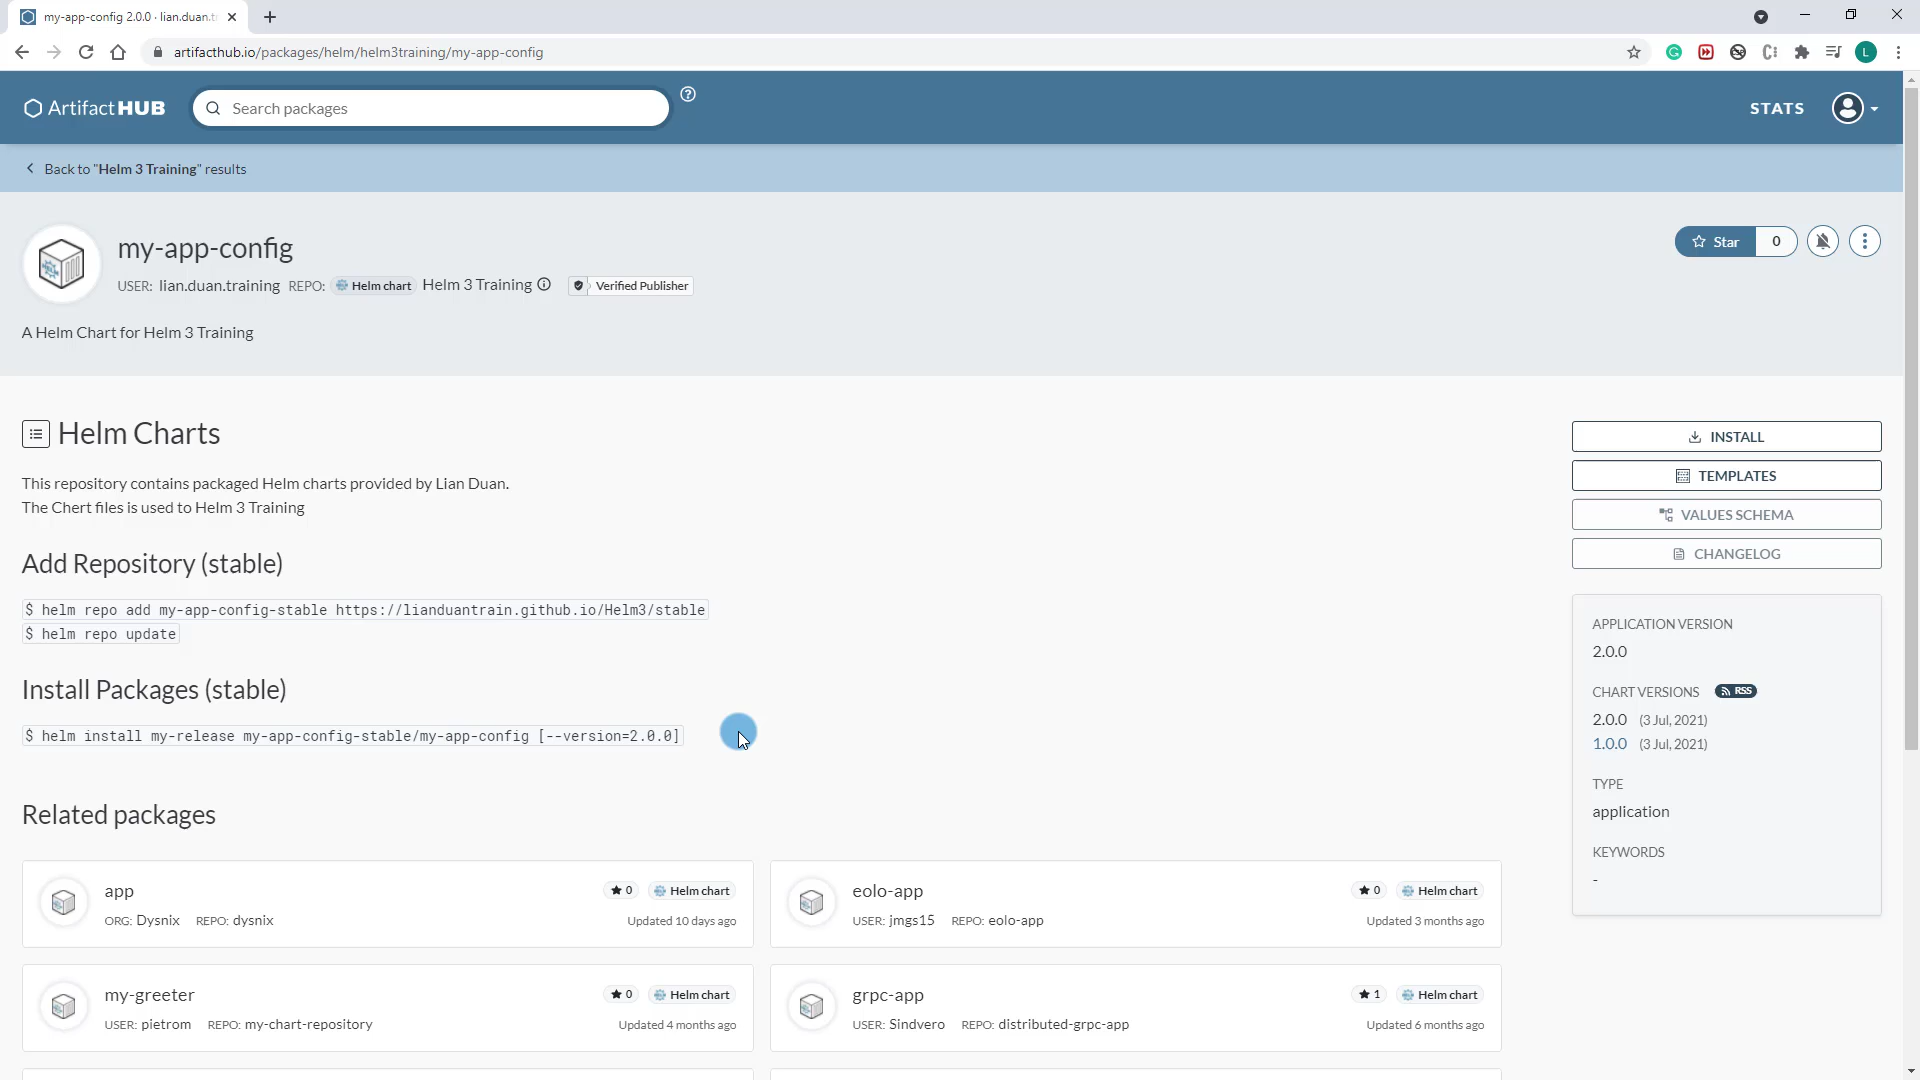 my-app-config 2.0.0 · lian.duan.t
artifacthub.io/packages/helm/helm3training/my-app-config
L
Artifact HUB
Search packages
STATS
Back to "Helm 3 Training" results
my-app-config
USER: lian.duan.training REPO: Helm chart Helm 3 Training Verified Publisher
Star 0
A Helm Chart for Helm 3 Training
Helm Charts
This repository contains packaged Helm charts provided by Lian Duan.
The Chert files is used to Helm 3 Training
Add Repository (stable)
$ helm repo add my-app-config-stable https://lianduantrain.github.io/Helm3/stable
$ helm repo update
Install Packages (stable)
$ helm install my-release my-app-config-stable/my-app-config [--version=2.0.0]
INSTALL
TEMPLATES
VALUES SCHEMA
CHANGELOG
APPLICATION VERSION
2.0.0
CHART VERSIONS RSS
2.0.0 (3 Jul, 2021)
1.0.0 (3 Jul, 2021)
TYPE
application
KEYWORDS
-
Related packages
app
0 Helm chart
ORG: Dysnix REPO: dysnix
Updated 10 days ago
eolo-app
0 Helm chart
USER: jmgs15 REPO: eolo-app
Updated 3 months ago
my-greeter
0 Helm chart
USER: pietrom REPO: my-chart-repository
Updated 4 months ago
grpc-app
1 Helm chart
USER: Sindvero REPO: distributed-grpc-app
Updated 6 months ago